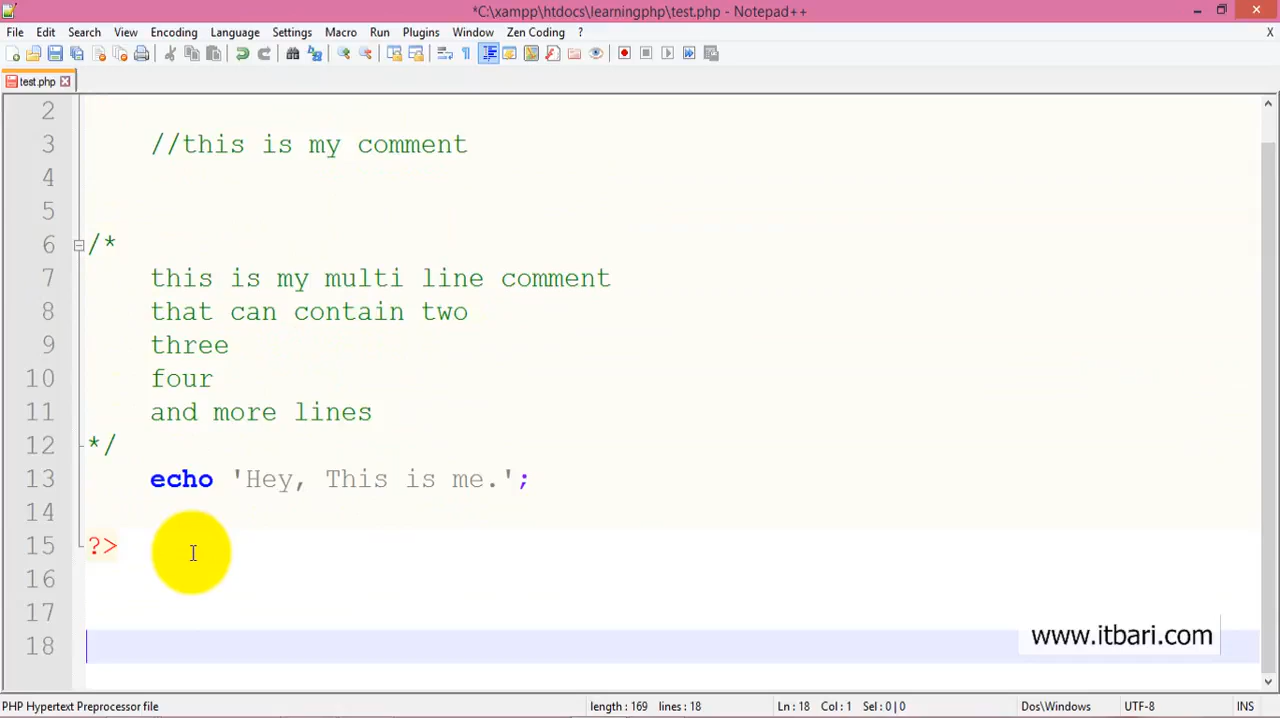 *C:\xampp\htdocs\learningphp\test.php - Notepad++
File Edit Search View Encoding Language Settings Macro Run Plugins Window Zen Coding ? X
test.php
2
3 //this is my comment
4
5
6 /*
7 this is my multi line comment
8 that can contain two
9 three
10 four
11 and more lines
12 */
13 echo 'Hey, This is me.';
14
15 ?>
16
17
18
www.itbari.com
PHP Hypertext Preprocessor file length : 169 lines : 18 Ln : 18 Col : 1 Sel : 0 | 0 Dos\Windows UTF-8 INS